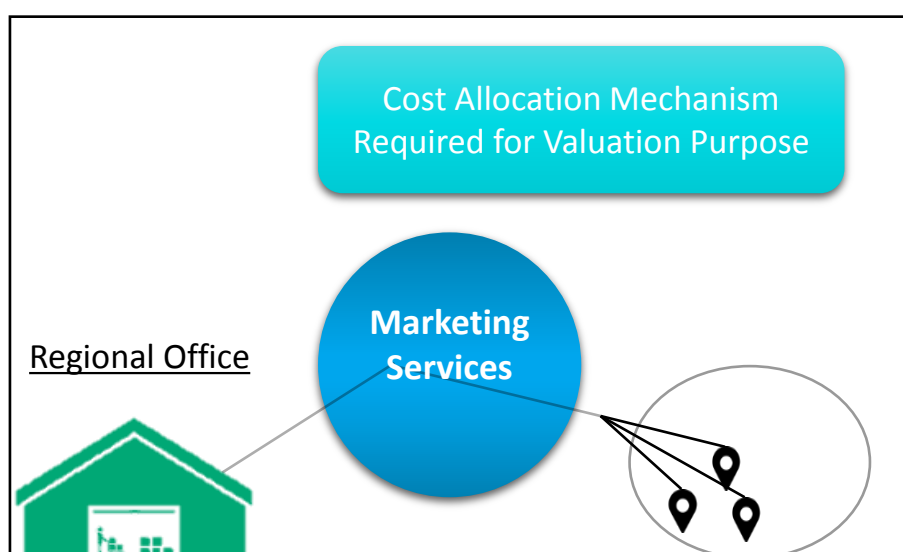 Cost Allocation Mechanism
Required for Valuation Purpose
Marketing
Services
Regional Office